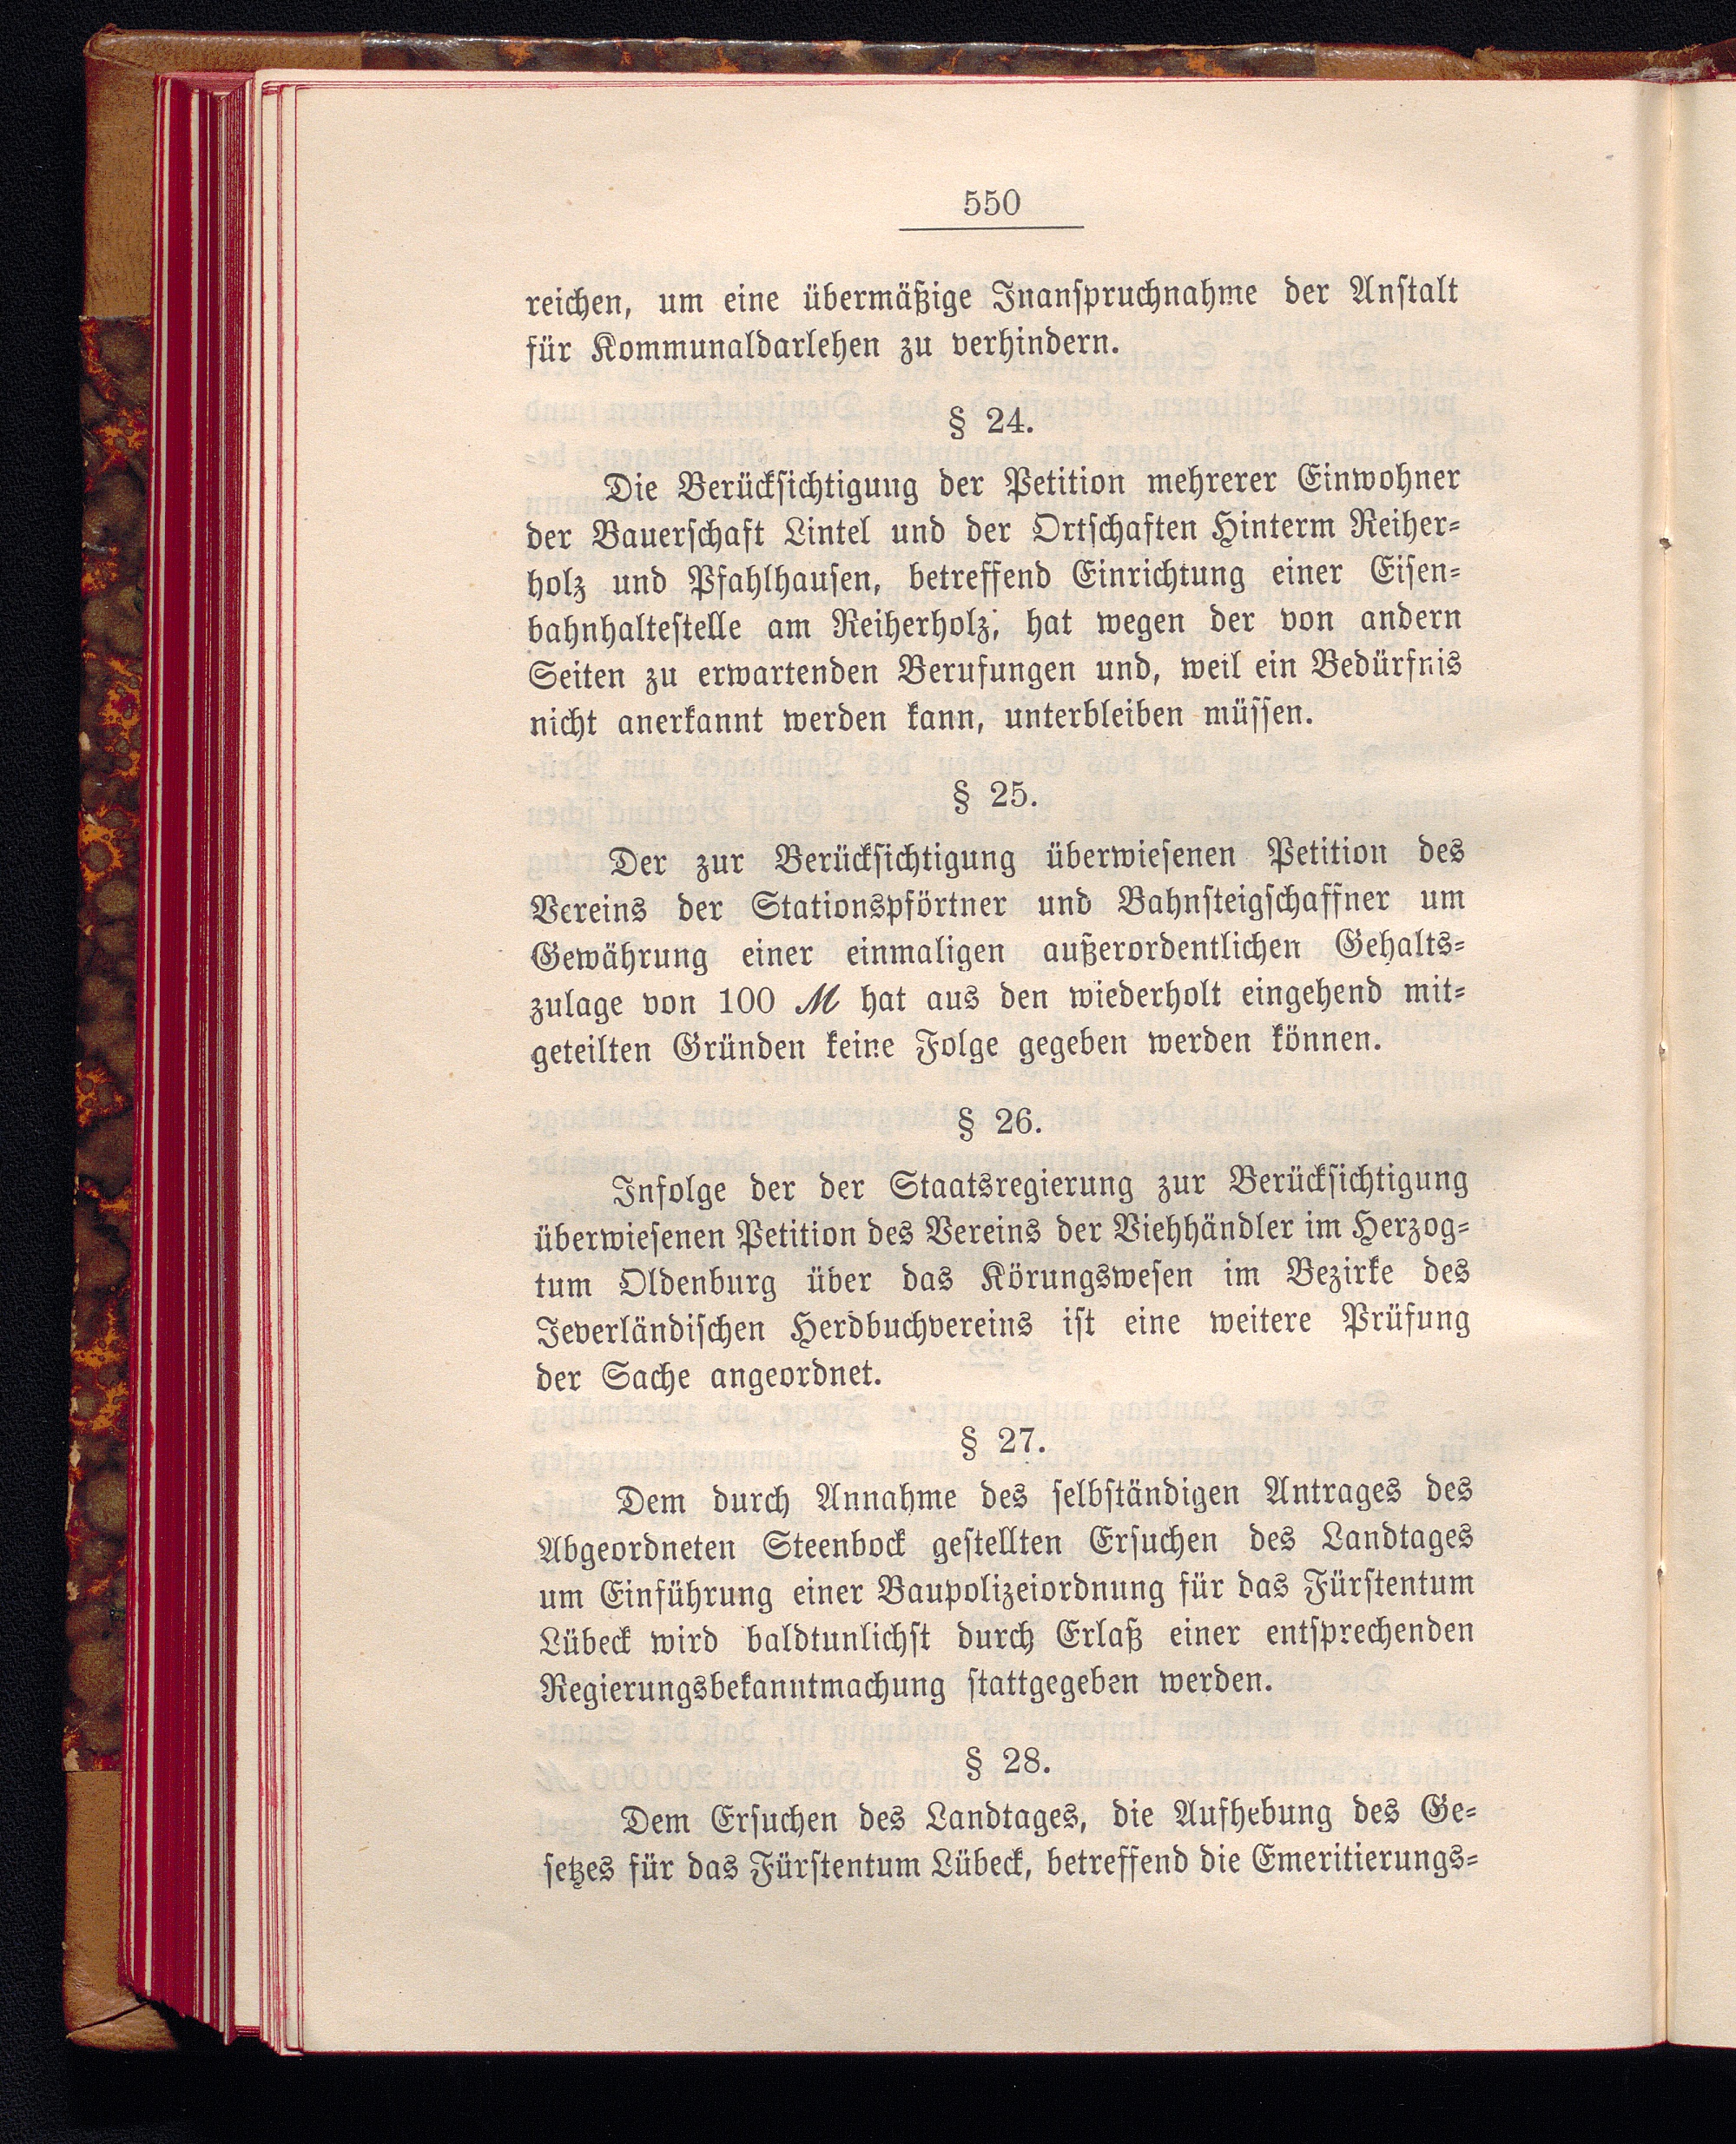 550
reichen, um eine übermäßige Inanspruchnahme der Anstalt
für Kommunaldarlehen zu verhindern.
§ 24.
Die Berücksichtigung der Petition mehrerer Einwohner
der Bauerschaft Lintel und der Ortschaften Hinterm Reiher-
holz und Pfahlhausen, betreffend Einrichtung einer Eisen-
bahnhaltestelle am Reiherholz, hat wegen der von andern
Seiten zu erwartenden Berufungen und, weil ein Bedürfnis
nicht anerkannt werden kann, unterbleiben müssen.
§ 25.
Der zur Berücksichtigung überwiesenen Petition des
Vereins der Stationspförtner und Bahnsteigschaffner um
Gewährung einer einmaligen außerordentlichen Gehalts-
zulage von 100 ℳ hat aus den wiederholt eingehend mit-
geteilten Gründen keine Folge gegeben werden können.
§ 26.
Infolge der der Staatsregierung zur Berücksichtigung
überwiesenen Petition des Vereins der Viehhändler im Herzog-
tum Oldenburg über das Körungswesen im Bezirke des
Jeverländischen Herdbuchvereins ist eine weitere Prüfung
der Sache angeordnet.
§ 27.
Dem durch Annahme des selbständigen Antrages des
Abgeordneten Steenbock gestellten Ersuchen des Landtages
um Einführung einer Baupolizeiordnung für das Fürstentum
Lübeck wird baldtunlichst durch Erlaß einer entsprechenden
Regierungsbekanntmachung stattgegeben werden.
§ 28.
Dem Ersuchen des Landtages, die Aufhebung des Ge-
setzes für das Fürstentum Lübeck, betreffend die Emeritierungs-